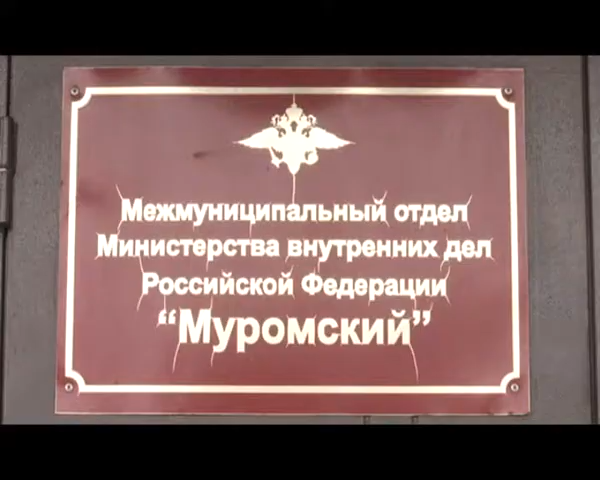 Межмуниципальный отдел
Министерства внутренних дел
Российской Федерации
“Муромский”